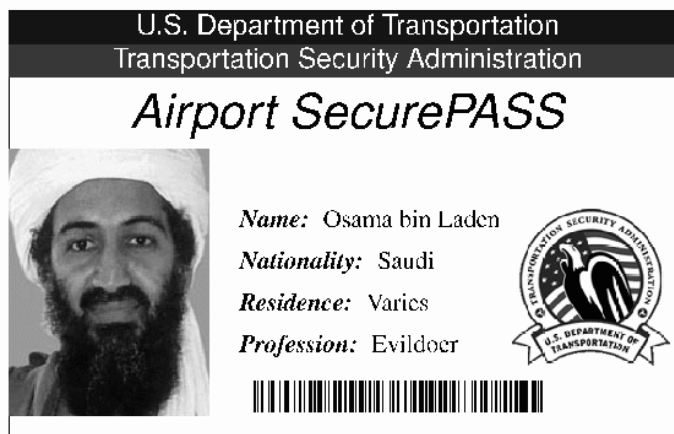 U.S. Department of Transportation
Transportation Security Administration
Airport SecurePASS
Name: Osama bin Laden
Nationality: Saudi
Residence: Varies
Profession: Evildoer
TRANSPORTATION SECURITY ADMINISTRATION
U.S. DEPARTMENT OF
TRANSPORTATION